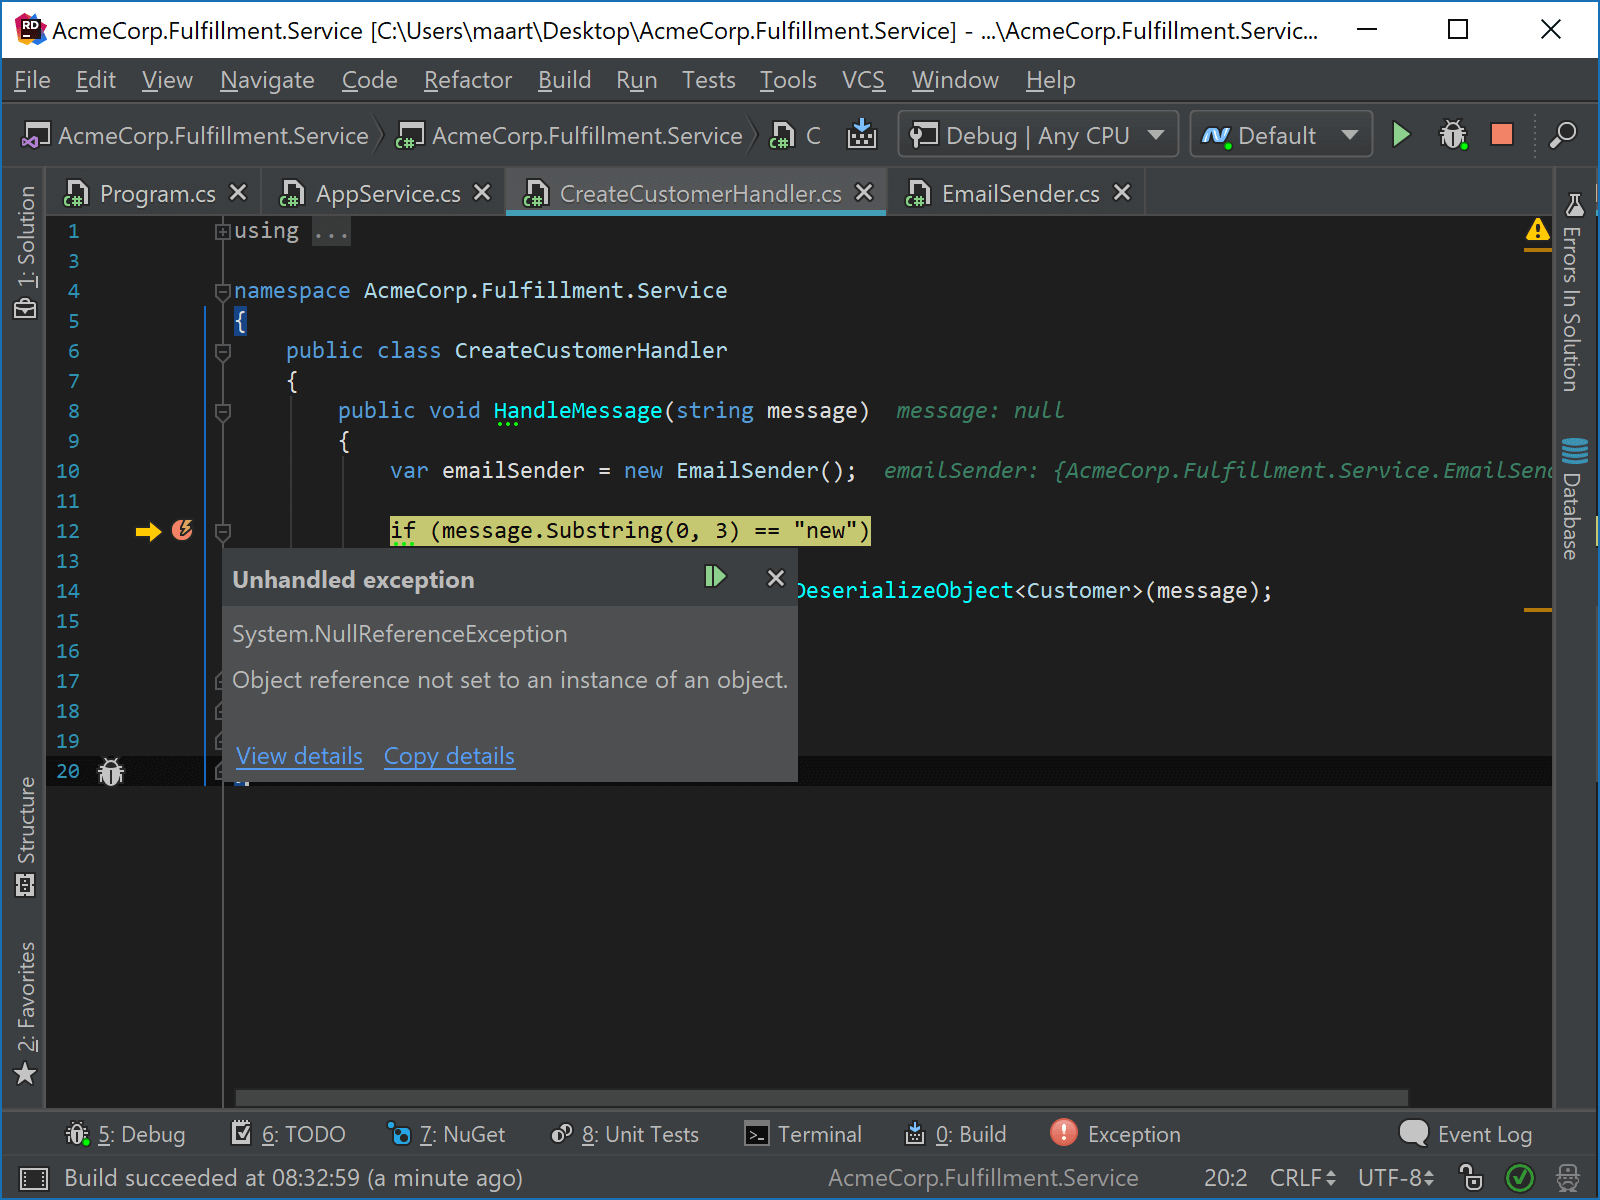 AcmeCorp.Fulfillment.Service [C:\Users\maart\Desktop\AcmeCorp.Fulfillment.Service] - ...\AcmeCorp.Fulfillment.Servic...
File Edit View Navigate Code Refactor Build Run Tests Tools VCS Window Help
AcmeCorp.Fulfillment.Service AcmeCorp.Fulfillment.Service C Debug | Any CPU Default
Program.cs AppService.cs CreateCustomerHandler.cs EmailSender.cs
1: Solution
Structure
2: Favorites
1 using ...
3
4 namespace AcmeCorp.Fulfillment.Service
5 {
6 public class CreateCustomerHandler
7 {
8 public void HandleMessage(string message) message: null
9 {
10 var emailSender = new EmailSender(); emailSender: {AcmeCorp.Fulfillment.Service.EmailSend
11
12 if (message.Substring(0, 3) == "new")
13
14 DeserializeObject<Customer>(message);
15
16
17
18
19
20
Unhandled exception
System.NullReferenceException
Object reference not set to an instance of an object.
View details Copy details
Errors In Solution
Database
5: Debug 6: TODO 7: NuGet 8: Unit Tests Terminal 0: Build Exception Event Log
Build succeeded at 08:32:59 (a minute ago) AcmeCorp.Fulfillment.Service 20:2 CRLF UTF-8